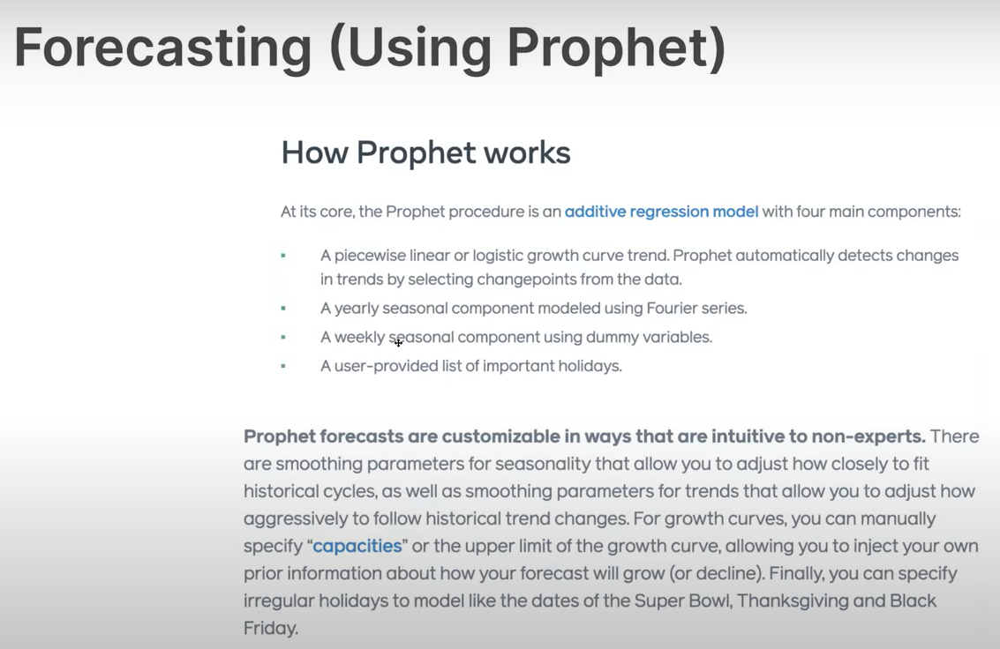 Forecasting (Using Prophet)
How Prophet works
At its core, the Prophet procedure is an additive regression model with four main components:
A piecewise linear or logistic growth curve trend. Prophet automatically detects changes
in trends by selecting changepoints from the data.
A yearly seasonal component modeled using Fourier series.
A weekly seasonal component using dummy variables.
A user-provided list of important holidays.
Prophet forecasts are customizable in ways that are intuitive to non-experts. There
are smoothing parameters for seasonality that allow you to adjust how closely to fit
historical cycles, as well as smoothing parameters for trends that allow you to adjust how
aggressively to follow historical trend changes. For growth curves, you can manually
specify “capacities” or the upper limit of the growth curve, allowing you to inject your own
prior information about how your forecast will grow (or decline). Finally, you can specify
irregular holidays to model like the dates of the Super Bowl, Thanksgiving and Black
Friday.